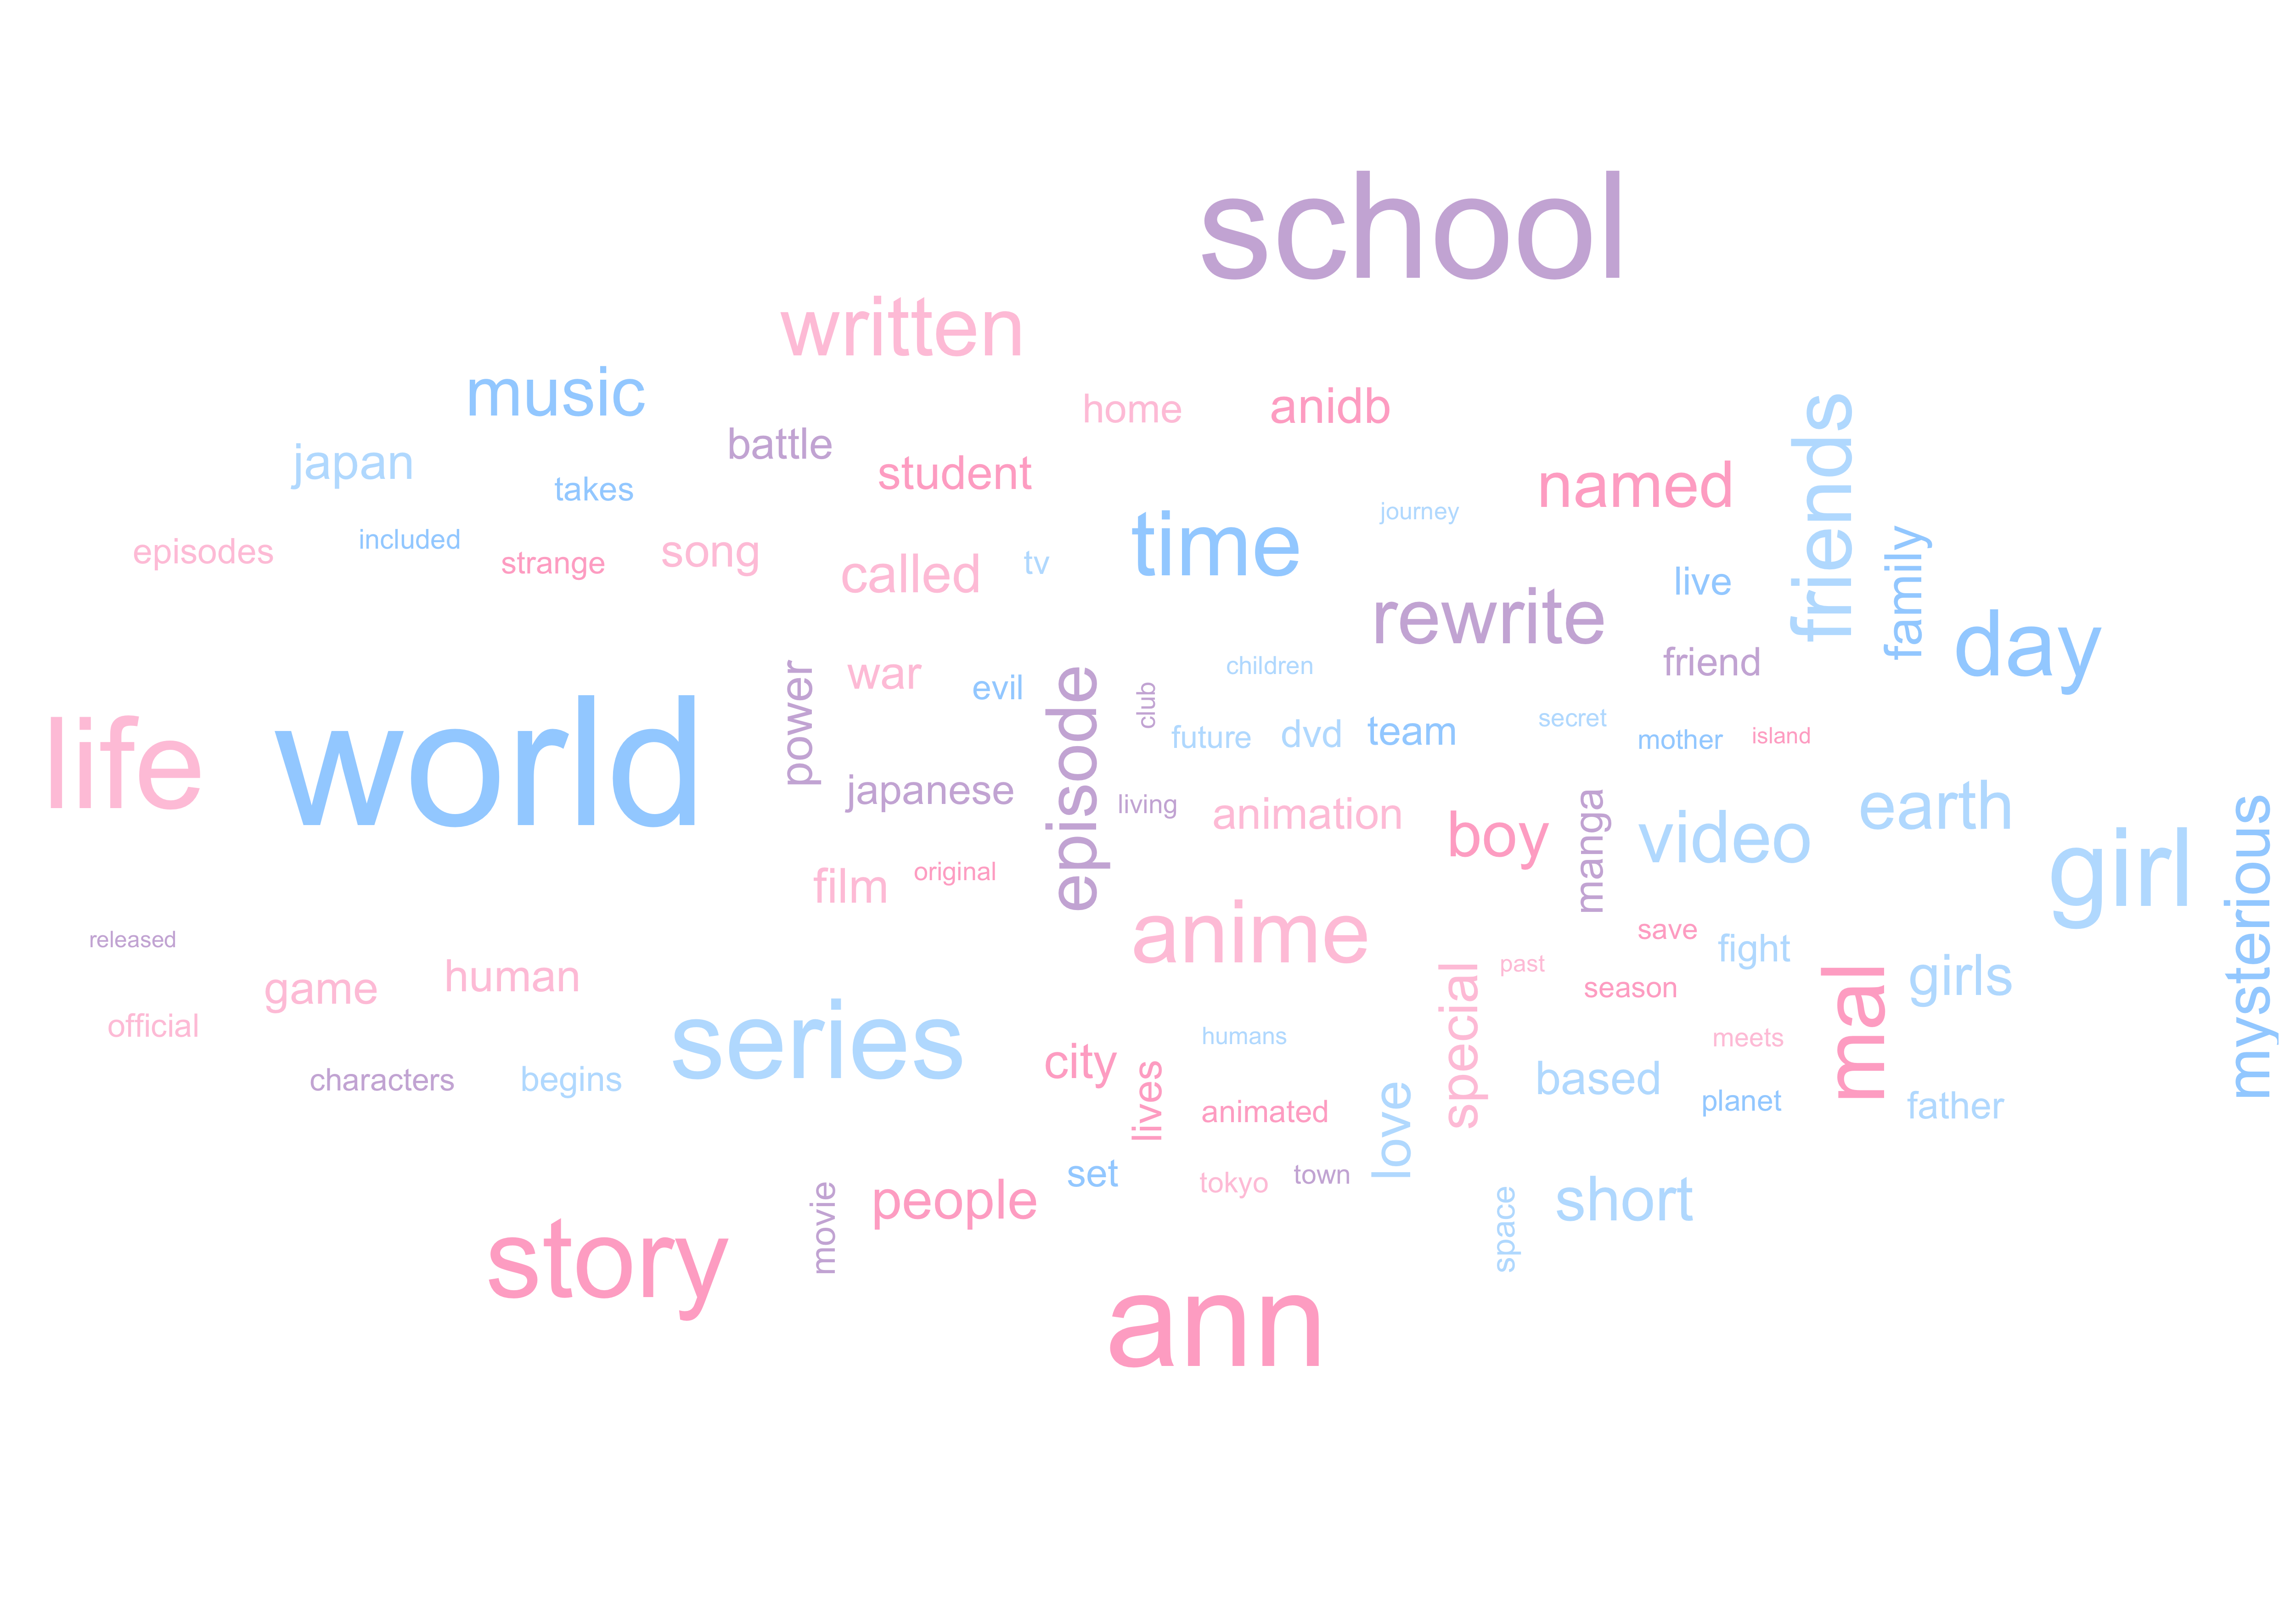 school
written
music
home
anidb
friends
battle
japan
student
named
takes
time
journey
family
episodes
included
strange
song
called
tv
live
rewrite
day
power
war
evil
episode
children
friend
club
life
world
future
dvd
team
secret
mother
island
japanese
living
animation
boy
manga
video
earth
girl
mysterious
film
original
anime
released
save
fight
game
human
special
past
season
mal
girls
official
series
city
humans
meets
characters
begins
lives
animated
love
based
planet
father
movie
people
set
tokyo
town
space
short
story
ann